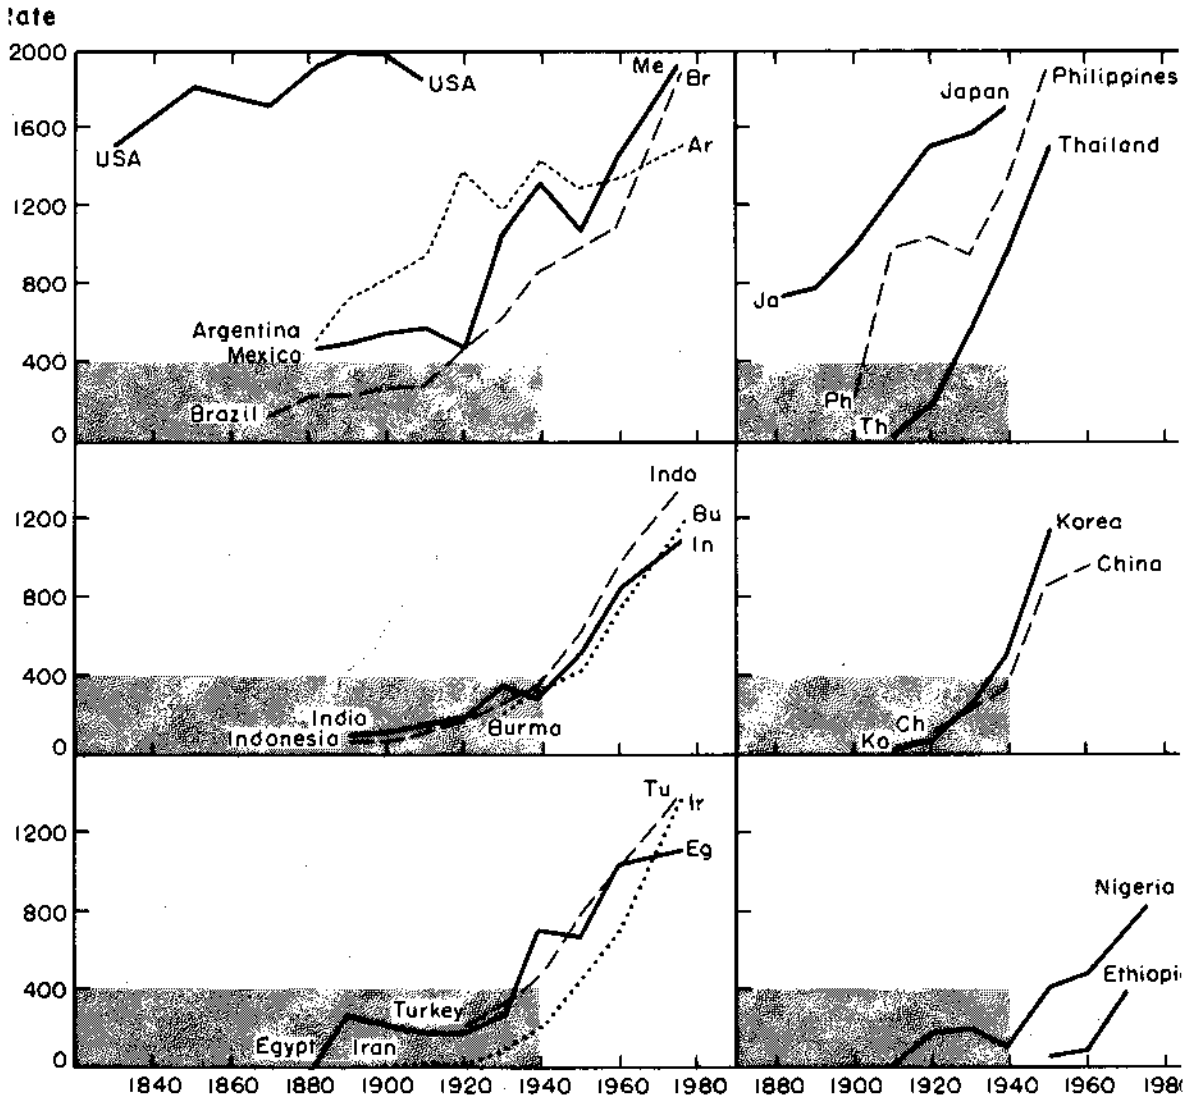 Rate
2000
1600
1200
800
400
0
USA
USA
Me
Br
Ar
Argentina
Mexico
Brazil
Japan
Philippines
Thailand
Ja
Ph
Th
1200
800
400
0
Indo
Bu
In
India
Indonesia
Burma
Korea
China
Ch
Ko
1200
800
400
0
Tu
Ir
Eg
Turkey
Egypt
Iran
Nigeria
Ethiopi
1840 1860 1880 1900 1920 1940 1960 1980
1880 1900 1920 1940 1960 198